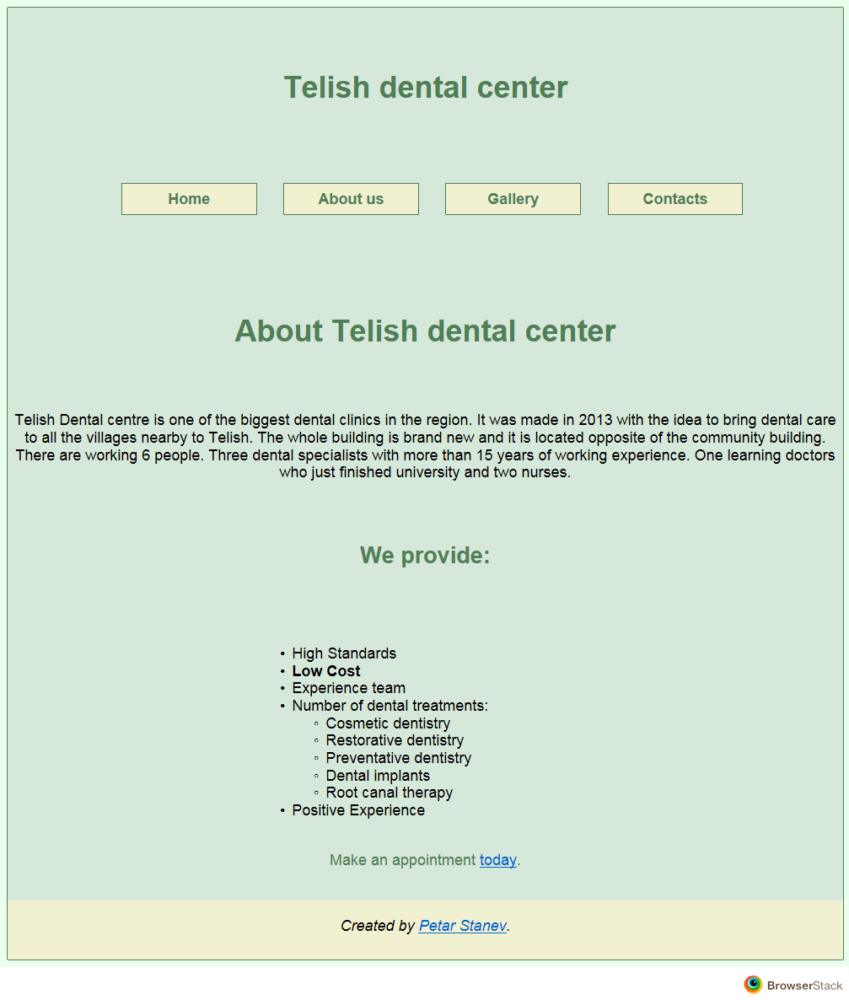 Telish dental center
Home About us Gallery Contacts
About Telish dental center
Telish Dental centre is one of the biggest dental clinics in the region. It was made in 2013 with the idea to bring dental care
to all the villages nearby to Telish. The whole building is brand new and it is located opposite of the community building.
There are working 6 people. Three dental specialists with more than 15 years of working experience. One learning doctors
who just finished university and two nurses.
We provide:
• High Standards
• Low Cost
• Experience team
• Number of dental treatments:
◦ Cosmetic dentistry
◦ Restorative dentistry
◦ Preventative dentistry
◦ Dental implants
◦ Root canal therapy
• Positive Experience
Make an appointment today.
Created by Petar Stanev.
BrowserStack